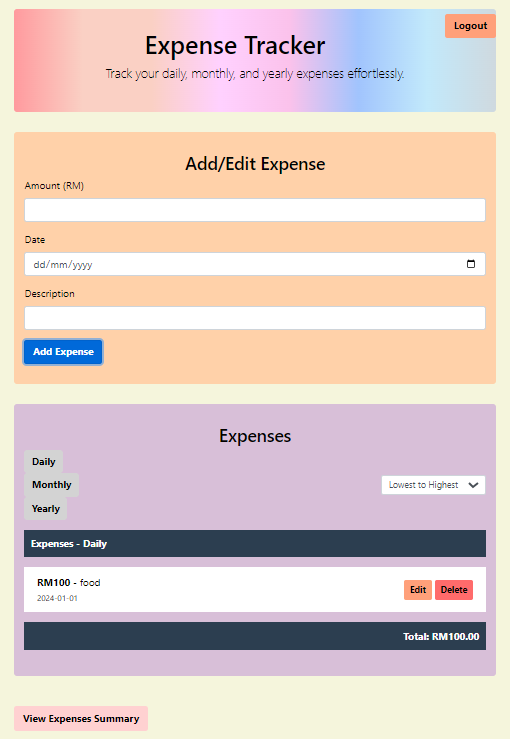 Logout
Expense Tracker
Track your daily, monthly, and yearly expenses effortlessly.
Add/Edit Expense
Amount (RM)
Date
dd/mm/yyyy
Description
Add Expense
Expenses
Daily
Monthly
Lowest to Highest
Yearly
Expenses - Daily
RM100 - food
2024-01-01
Edit Delete
Total: RM100.00
View Expenses Summary